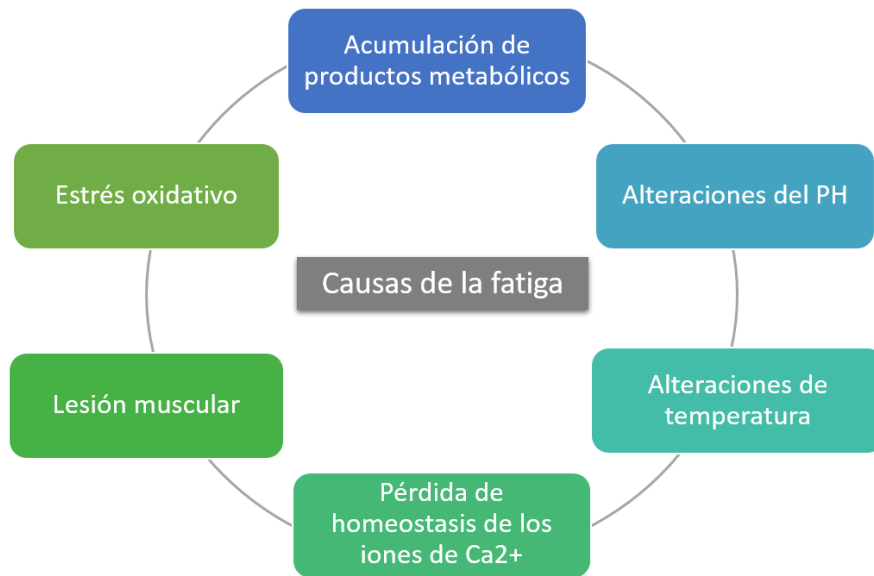 Acumulación de
productos metabólicos
Estrés oxidativo
Alteraciones del PH
Causas de la fatiga
Lesión muscular
Alteraciones de
temperatura
Pérdida de
homeostasis de los
iones de Ca2+